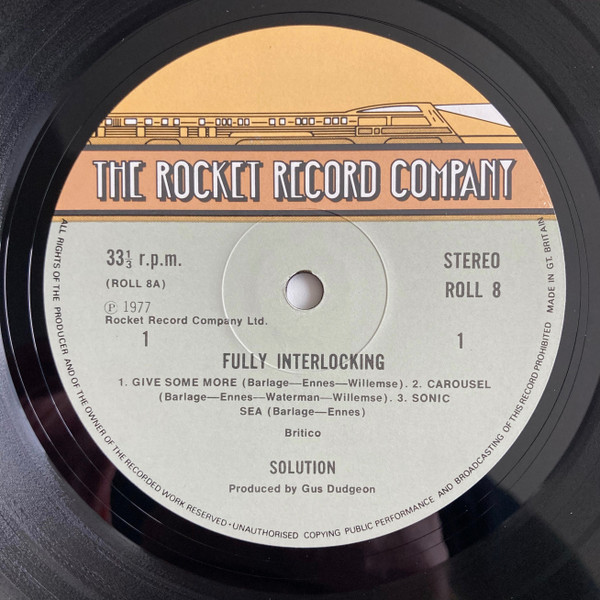 THE ROCKET RECORD COMPANY
33⅓ r.p.m.
(ROLL 8A)
STEREO
ROLL 8
℗ 1977
Rocket Record Company Ltd.
1
1
FULLY INTERLOCKING
1. GIVE SOME MORE (Barlage—Ennes—Willemse). 2. CAROUSEL
(Barlage—Ennes—Waterman—Willemse). 3. SONIC
SEA (Barlage—Ennes)
Britico
SOLUTION
Produced by Gus Dudgeon
ALL RIGHTS OF THE PRODUCER AND OF THE OWNER OF THE RECORDED WORK RESERVED • UNAUTHORISED COPYING PUBLIC PERFORMANCE AND BROADCASTING OF THIS RECORD PROHIBITED MADE IN GT. BRITAIN